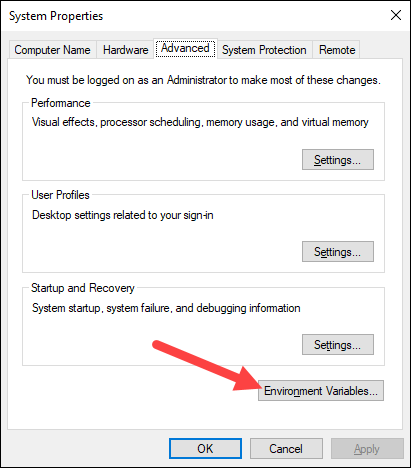 System Properties
Computer Name Hardware Advanced System Protection Remote
You must be logged on as an Administrator to make most of these changes.
Performance
Visual effects, processor scheduling, memory usage, and virtual memory
Settings...
User Profiles
Desktop settings related to your sign-in
Settings...
Startup and Recovery
System startup, system failure, and debugging information
Settings...
Environment Variables...
OK Cancel Apply